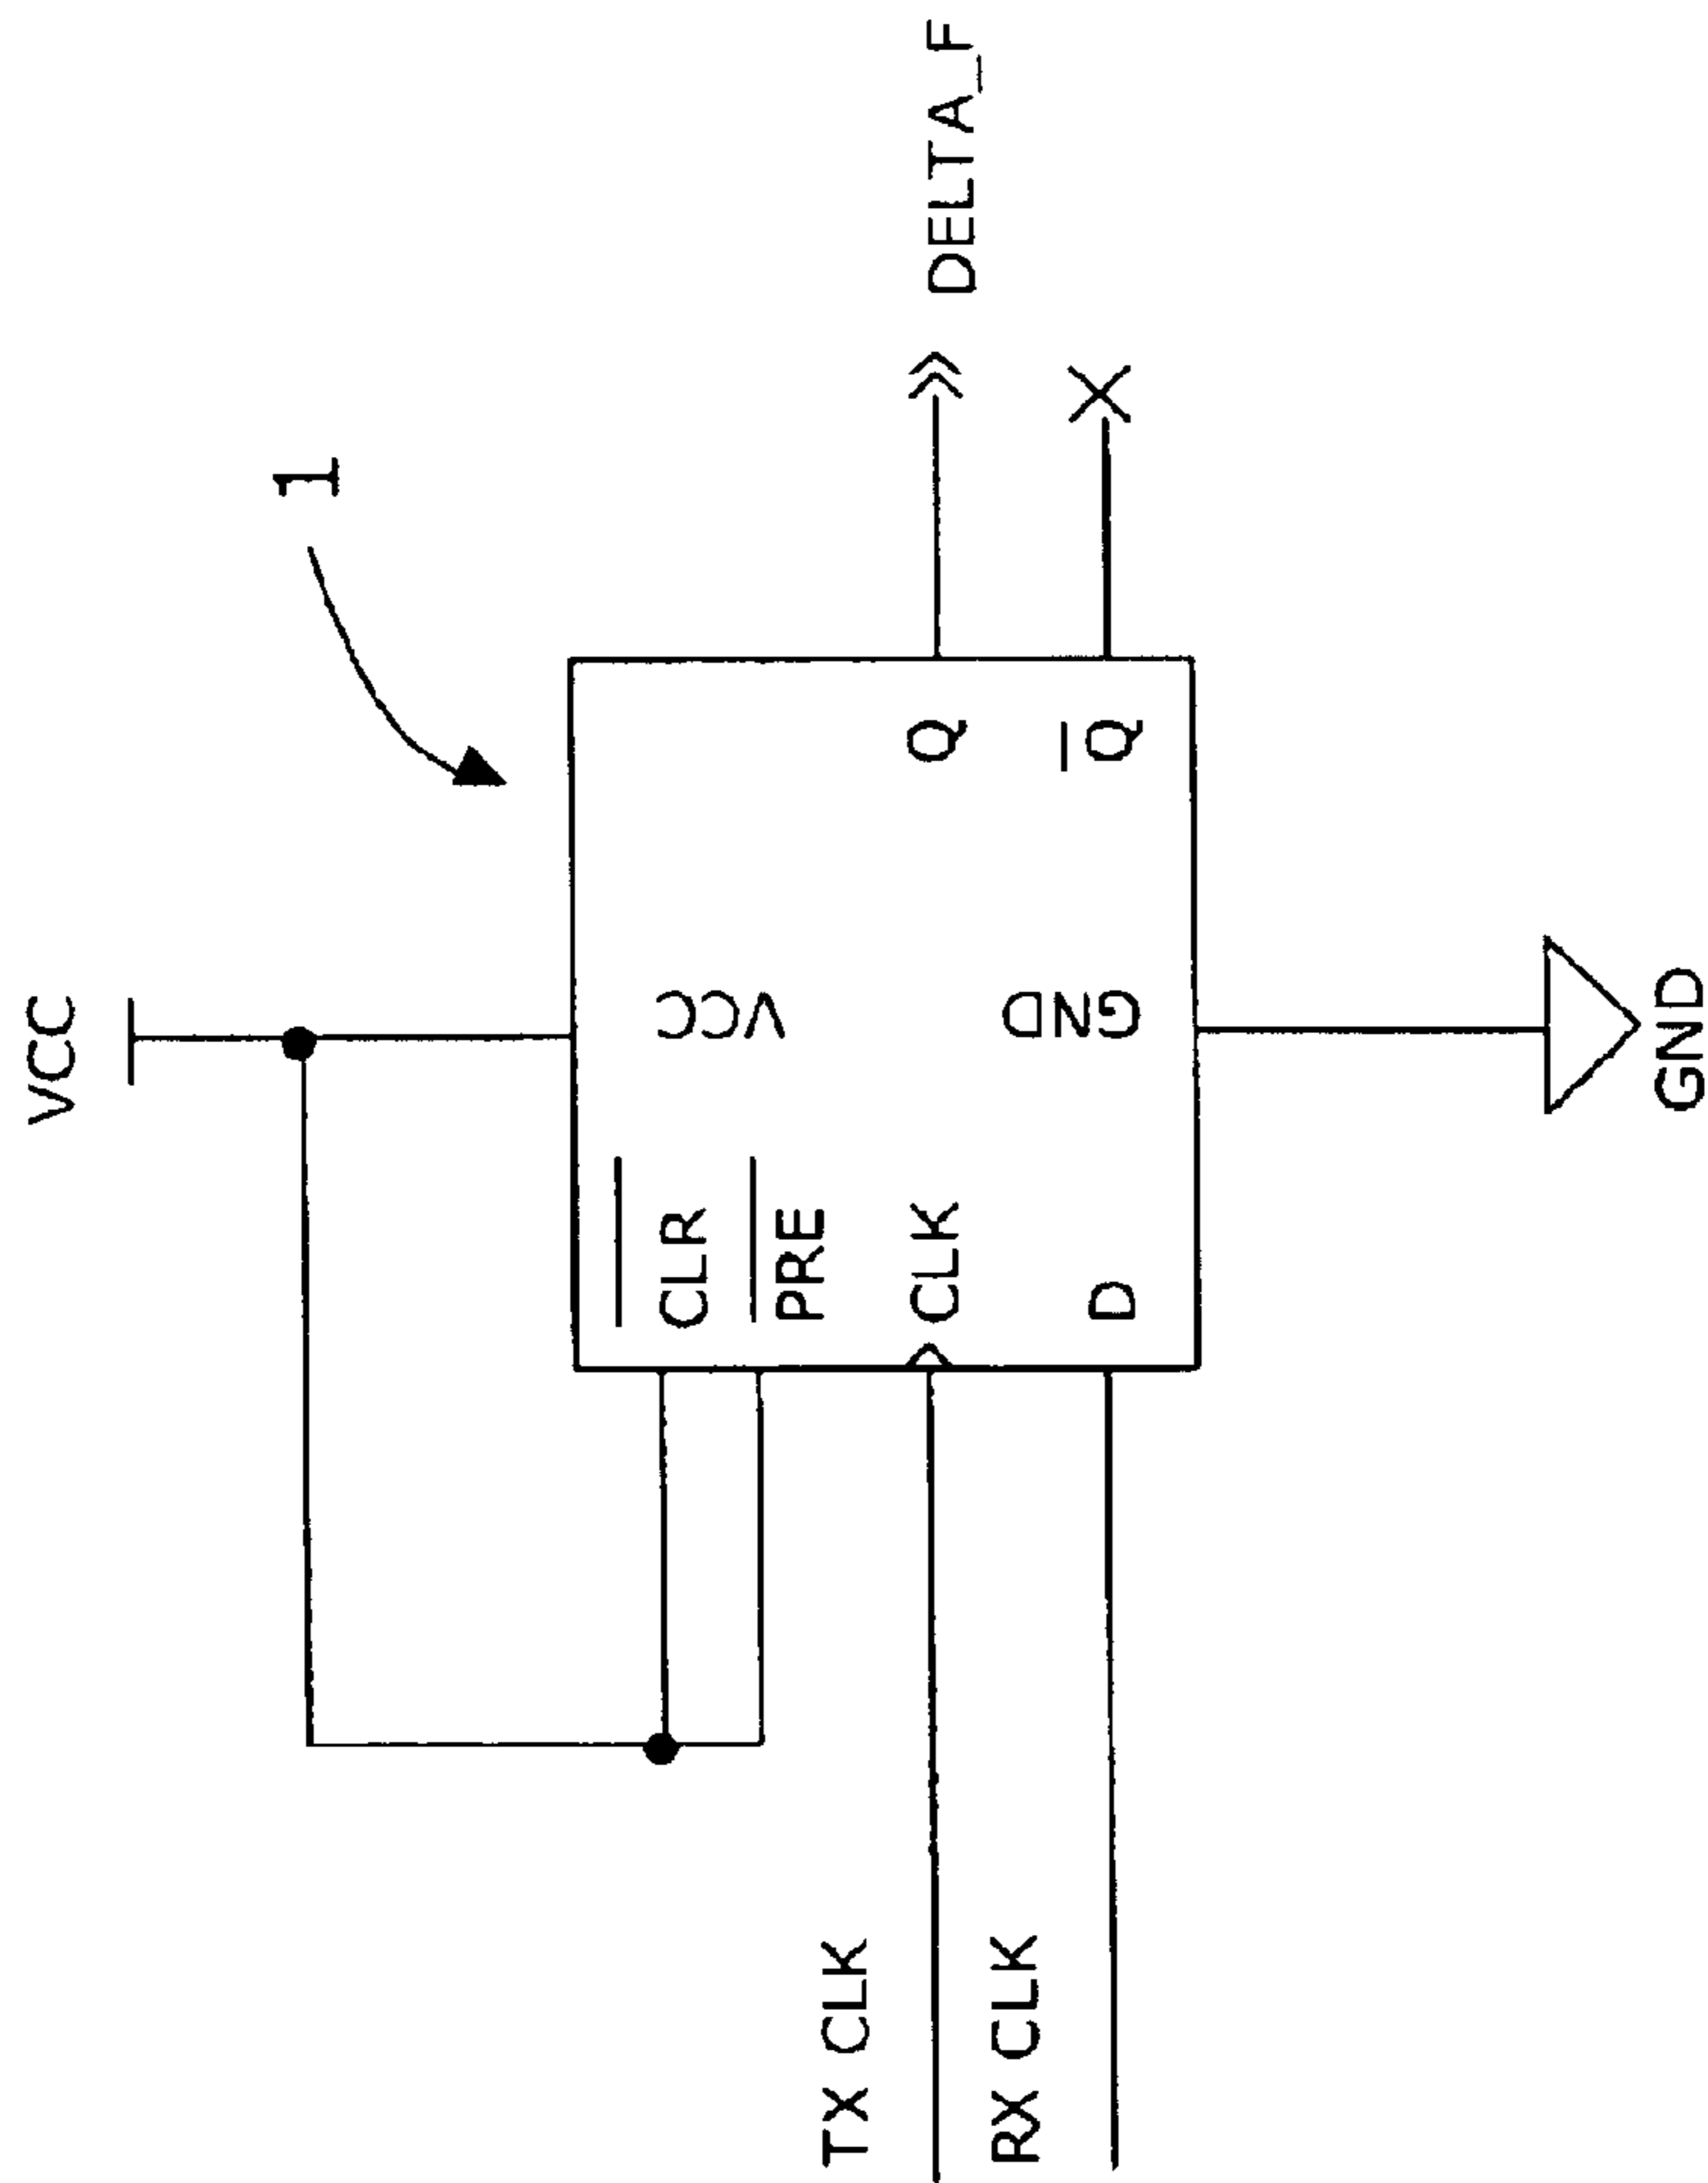 VCC
1
CLR
PRE
CLK
D
VCC
GND
Q
Q
DELTA_F
X
TX CLK
RX CLK
GND